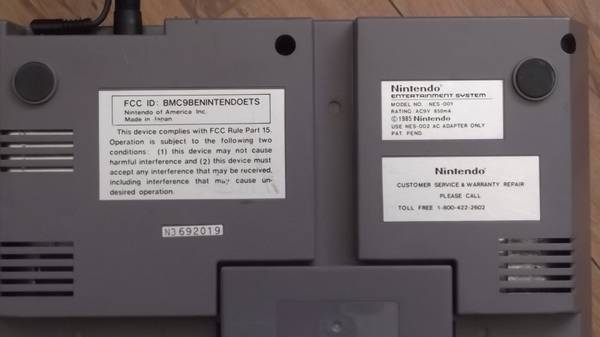 FCC ID: BMC9BENINTENDOETS
Nintendo of America Inc.
Made in Japan
This device complies with FCC Rule Part 15.
Operation is subject to the following two
conditions: (1) this device may not cause
harmful interference and (2) this device must
accept any interference that may be received,
including interference that may cause un-
desired operation.
N3692019
Nintendo
ENTERTAINMENT SYSTEM
MODEL NO. NES-001
RATING: AC9V 850mA
©1985 Nintendo
USE NES-002 AC ADAPTER ONLY
PAT. PEND.
Nintendo
CUSTOMER SERVICE & WARRANTY REPAIR
PLEASE CALL
TOLL FREE 1-800-422-2602